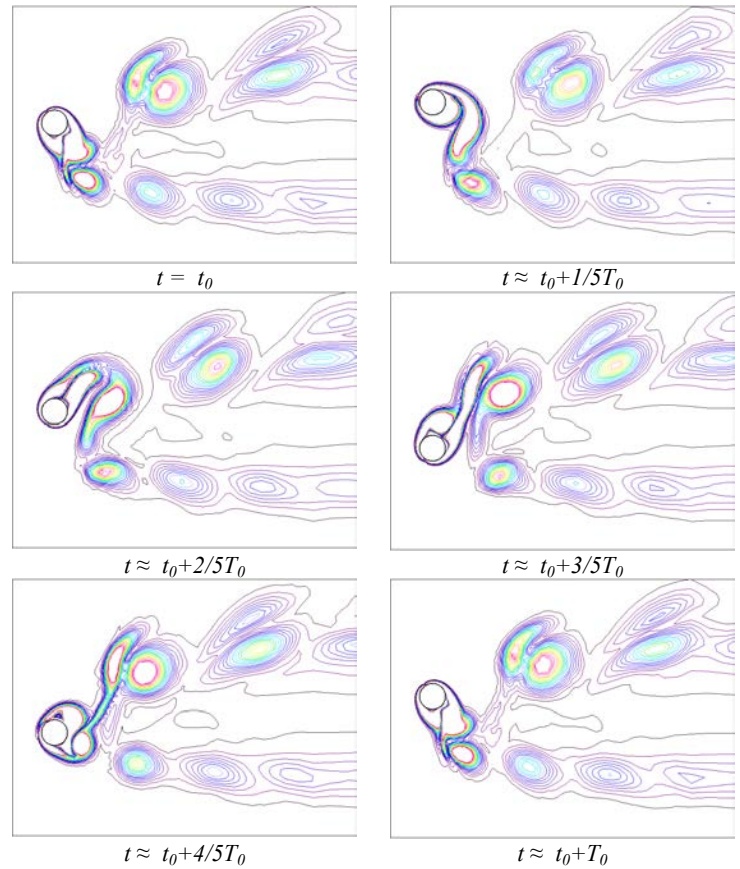 t = t₀
t ≈ t₀+1/5T₀
t ≈ t₀+2/5T₀
t ≈ t₀+3/5T₀
t ≈ t₀+4/5T₀
t ≈ t₀+T₀